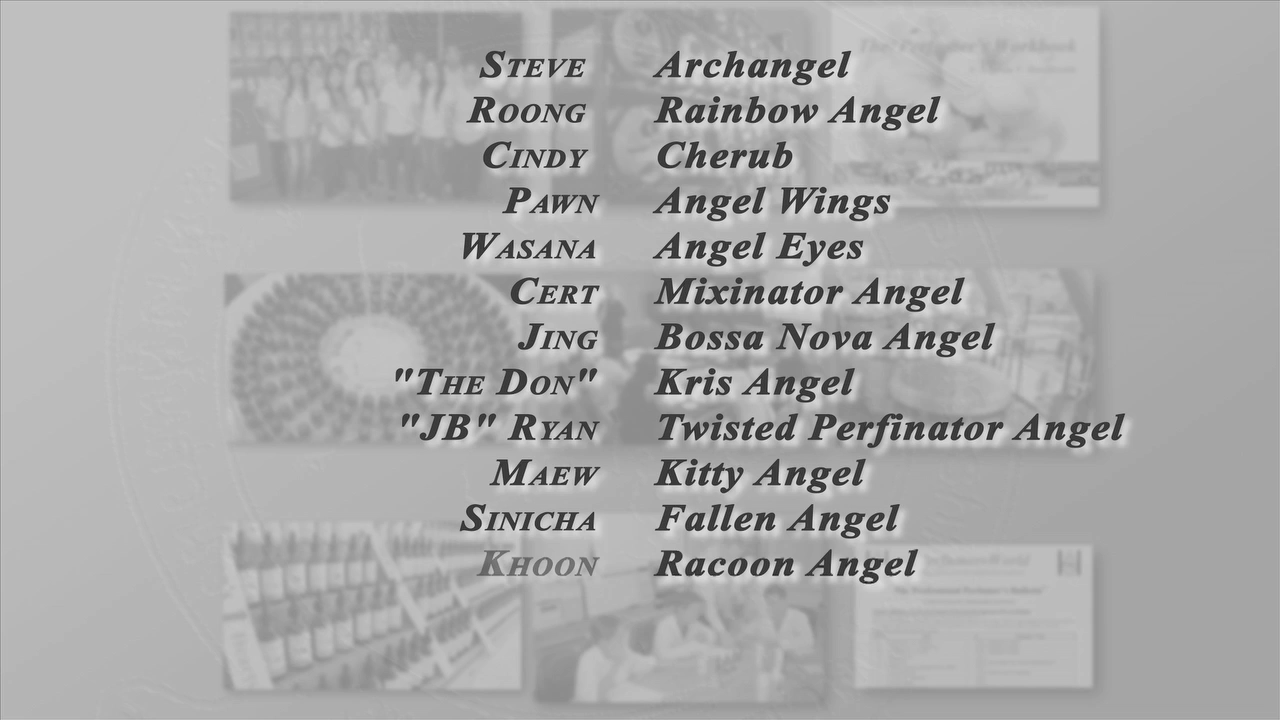 STEVE Archangel
ROONG Rainbow Angel
CINDY Cherub
PAWN Angel Wings
WASANA Angel Eyes
CERT Mixinator Angel
JING Bossa Nova Angel
"THE DON" Kris Angel
"JB" RYAN Twisted Perfinator Angel
MAEW Kitty Angel
SINICHA Fallen Angel
KHOON Racoon Angel